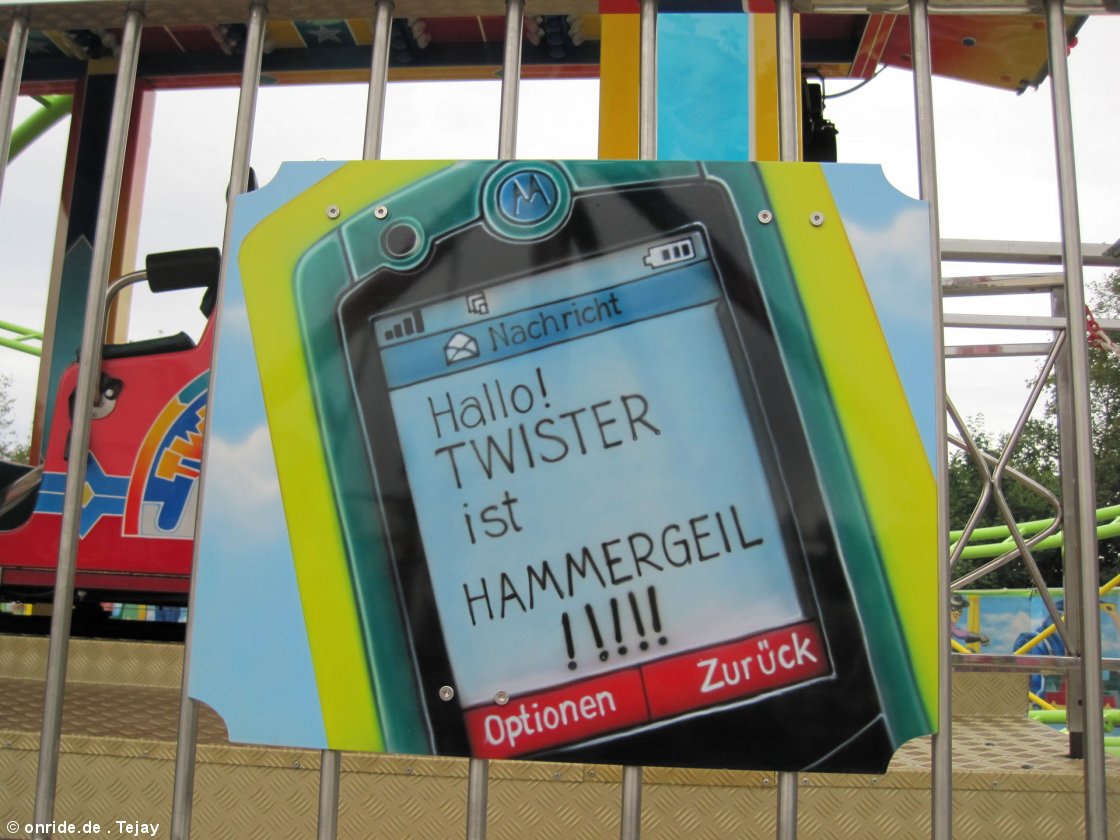 Nachricht
Hallo!
TWISTER
ist
HAMMERGEIL
!!!!!
Optionen Zurück
© onride.de . Tejay